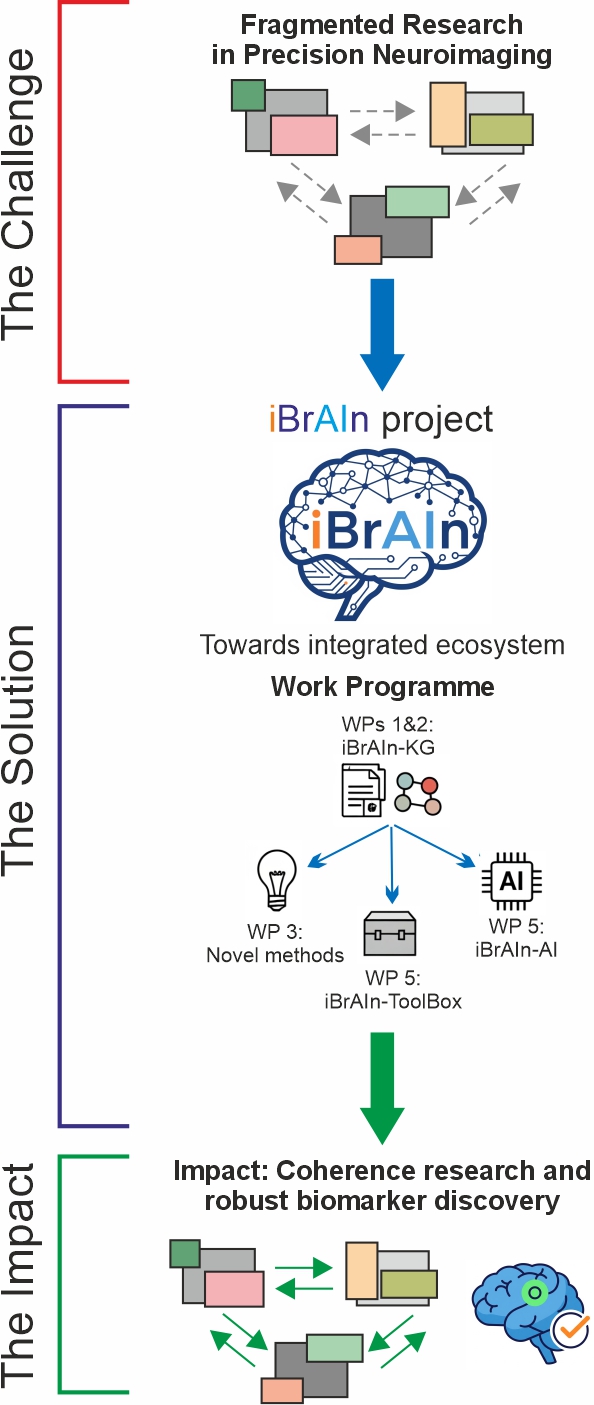 The Challenge
Fragmented Research
in Precision Neuroimaging
The Solution
iBrAIn project
iBrAIn
Towards integrated ecosystem
Work Programme
WPs 1&2:
iBrAIn-KG
WP 3:
Novel methods
WP 5:
iBrAIn-ToolBox
AI
WP 5:
iBrAIn-AI
The Impact
Impact: Coherence research and
robust biomarker discovery